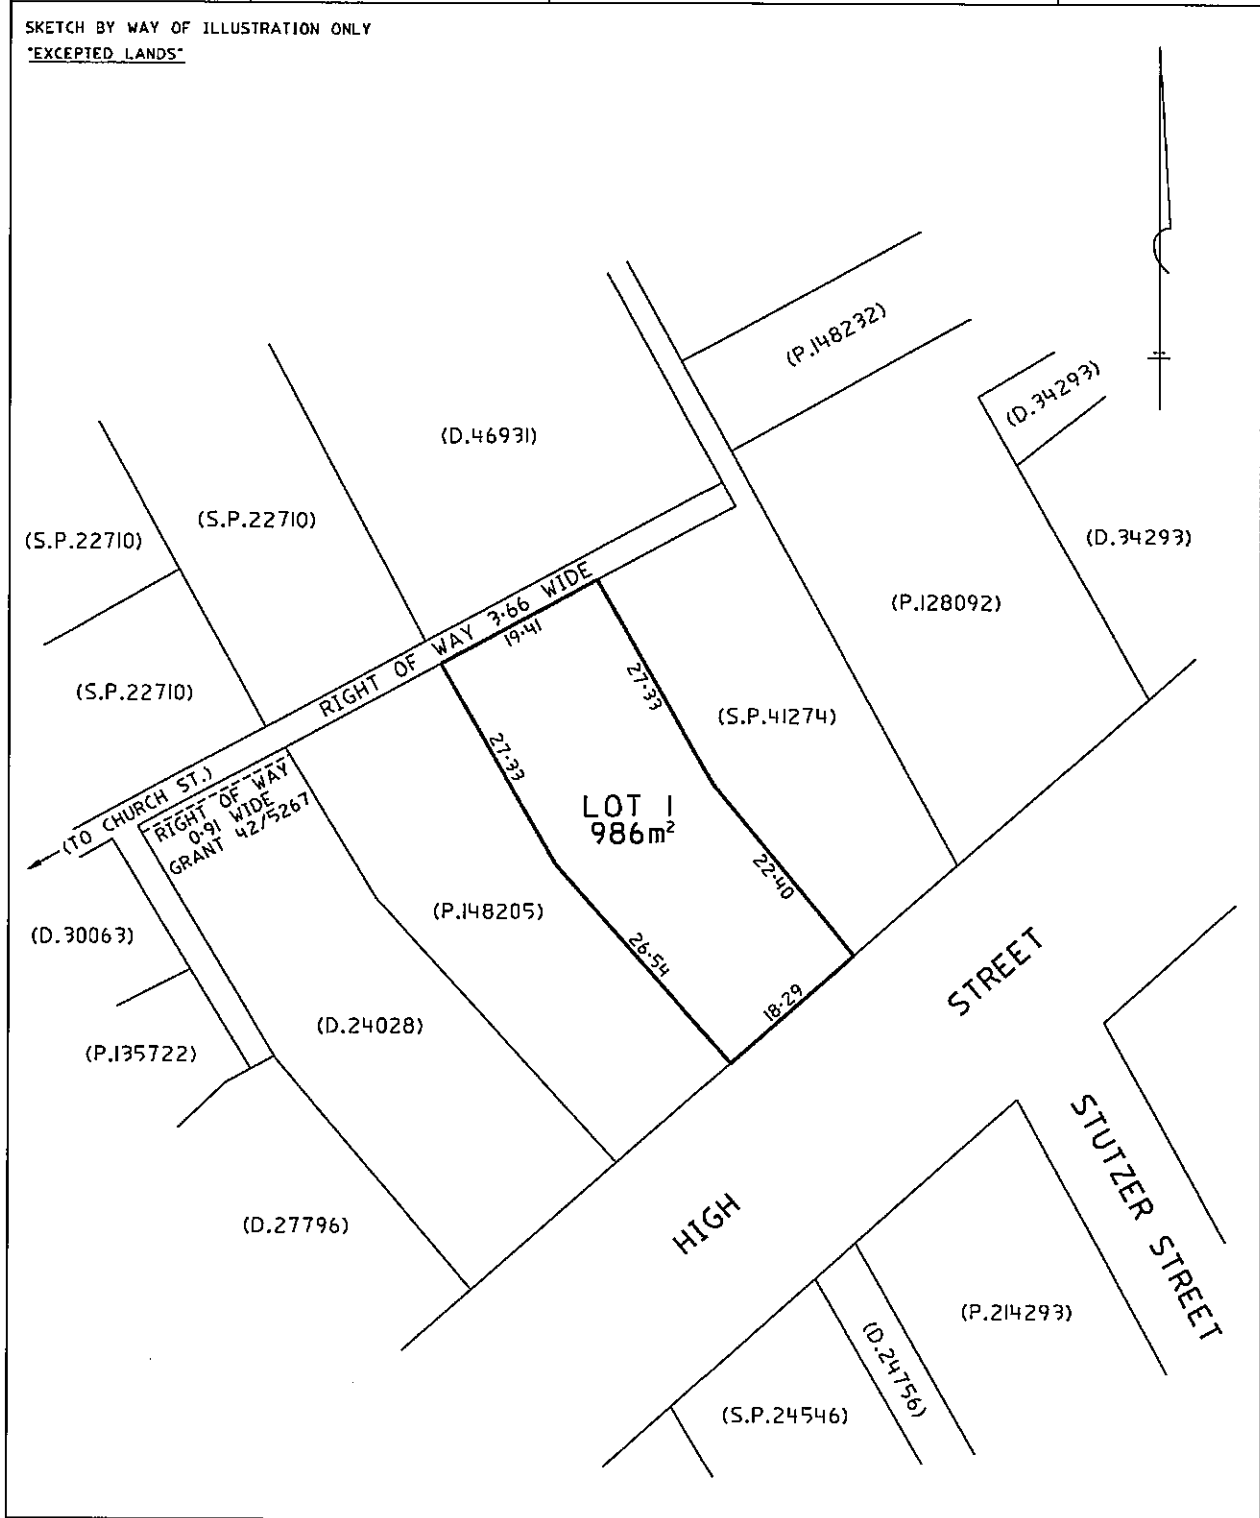 SKETCH BY WAY OF ILLUSTRATION ONLY
"EXCEPTED LANDS"
(P.148232)
(D.34293)
(D.46931)
(S.P.22710)
(S.P.22710)
(D.34293)
(P.128092)
RIGHT OF WAY 3·66 WIDE
19·41
(S.P.22710)
27·33
(S.P.41274)
27·33
(TO CHURCH ST.)
RIGHT OF WAY
0·91 WIDE
GRANT 42/5267
LOT 1
986m²
22·40
(P.148205)
(D.30063)
26·54
18·29
STREET
(D.24028)
(P.135722)
HIGH
STUTZER STREET
(D.27796)
(P.214293)
(D.24756)
(S.P.24546)